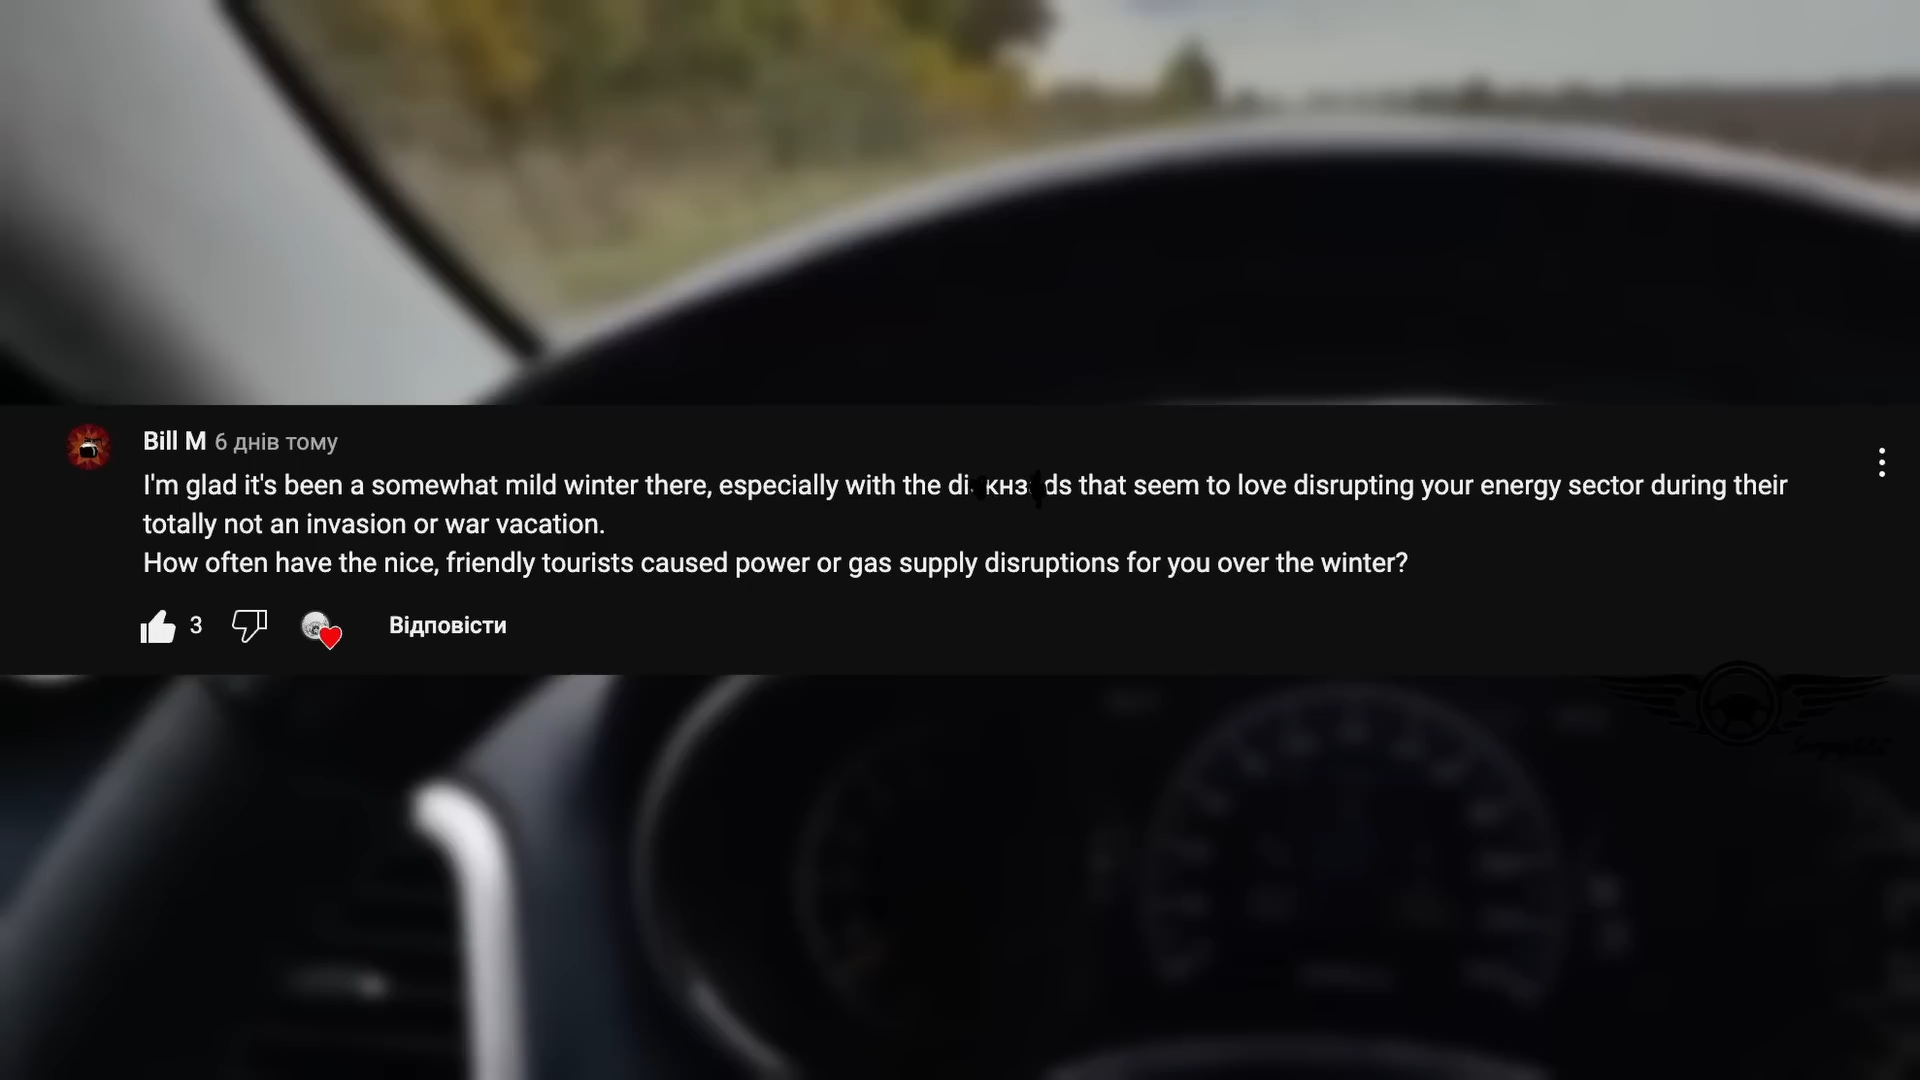 Bill M 6 днів тому
I'm glad it's been a somewhat mild winter there, especially with the that seem to love disrupting your energy sector during their
totally not an invasion or war vacation.
How often have the nice, friendly tourists caused power or gas supply disruptions for you over the winter?
3 Відповісти